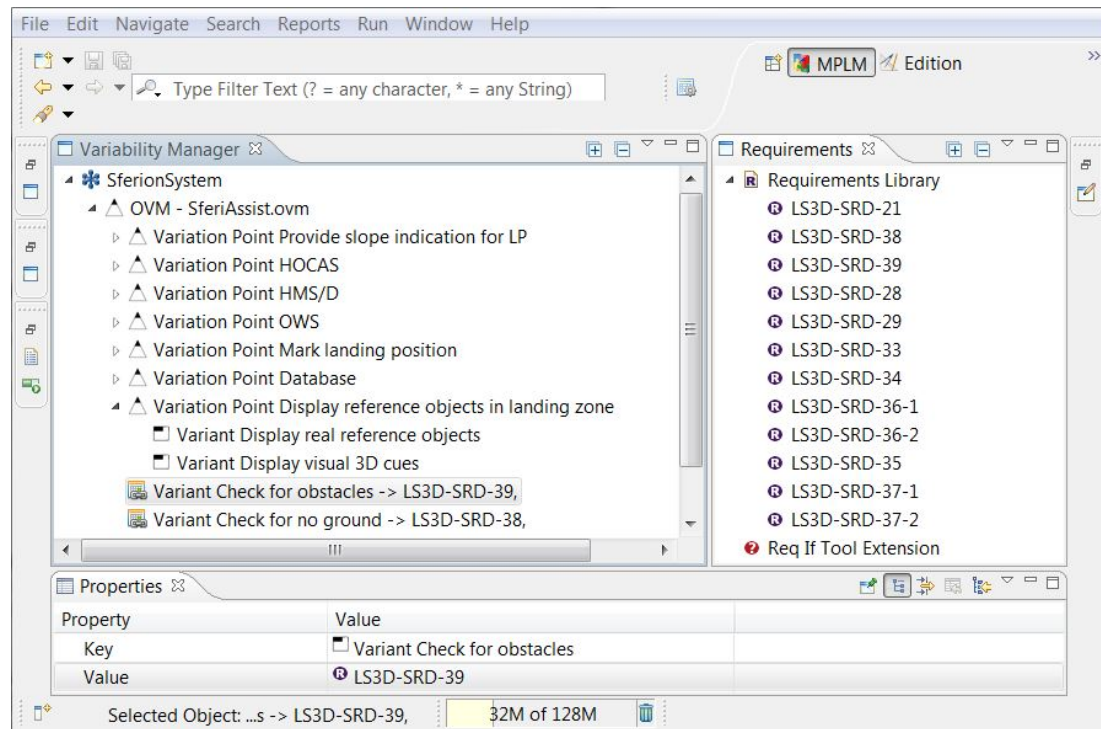 File Edit Navigate Search Reports Run Window Help
MPLM Edition
Type Filter Text (? = any character, * = any String)
Variability Manager
SferionSystem
OVM - SferiAssist.ovm
Variation Point Provide slope indication for LP
Variation Point HOCAS
Variation Point HMS/D
Variation Point OWS
Variation Point Mark landing position
Variation Point Database
Variation Point Display reference objects in landing zone
Variant Display real reference objects
Variant Display visual 3D cues
Variant Check for obstacles -> LS3D-SRD-39,
Variant Check for no ground -> LS3D-SRD-38,
Requirements
Requirements Library
LS3D-SRD-21
LS3D-SRD-38
LS3D-SRD-39
LS3D-SRD-28
LS3D-SRD-29
LS3D-SRD-33
LS3D-SRD-34
LS3D-SRD-36-1
LS3D-SRD-36-2
LS3D-SRD-35
LS3D-SRD-37-1
LS3D-SRD-37-2
Req If Tool Extension
Properties
Property Value
Key Variant Check for obstacles
Value LS3D-SRD-39
Selected Object: ...s -> LS3D-SRD-39, 32M of 128M